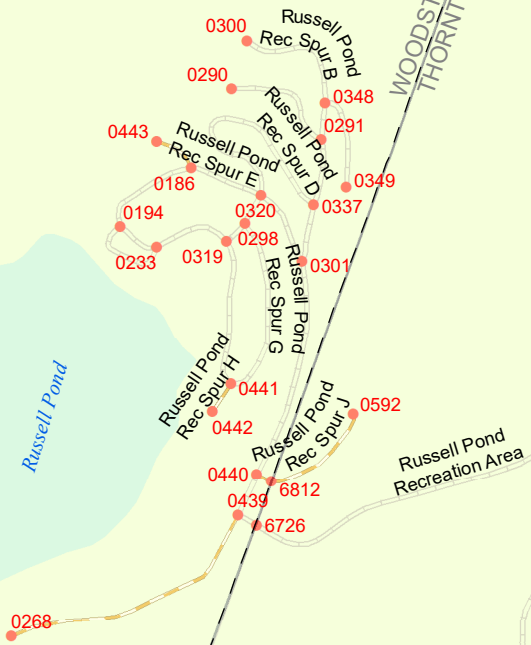 0300
Russell Pond
Rec Spur B
WOODST
THORNT
0290
0348
Russell Pond
Rec Spur D
0291
0443
Russell Pond
Rec Spur E
0186
0349
0337
0194
0320
0298
0233
0319
0301
Russell Pond
Rec Spur G
Russell Pond
Rec Spur H
Russell Pond
0441
0442
Russell Pond
Rec Spur J
0592
Russell Pond
Recreation Area
0440
6812
0439
6726
0268